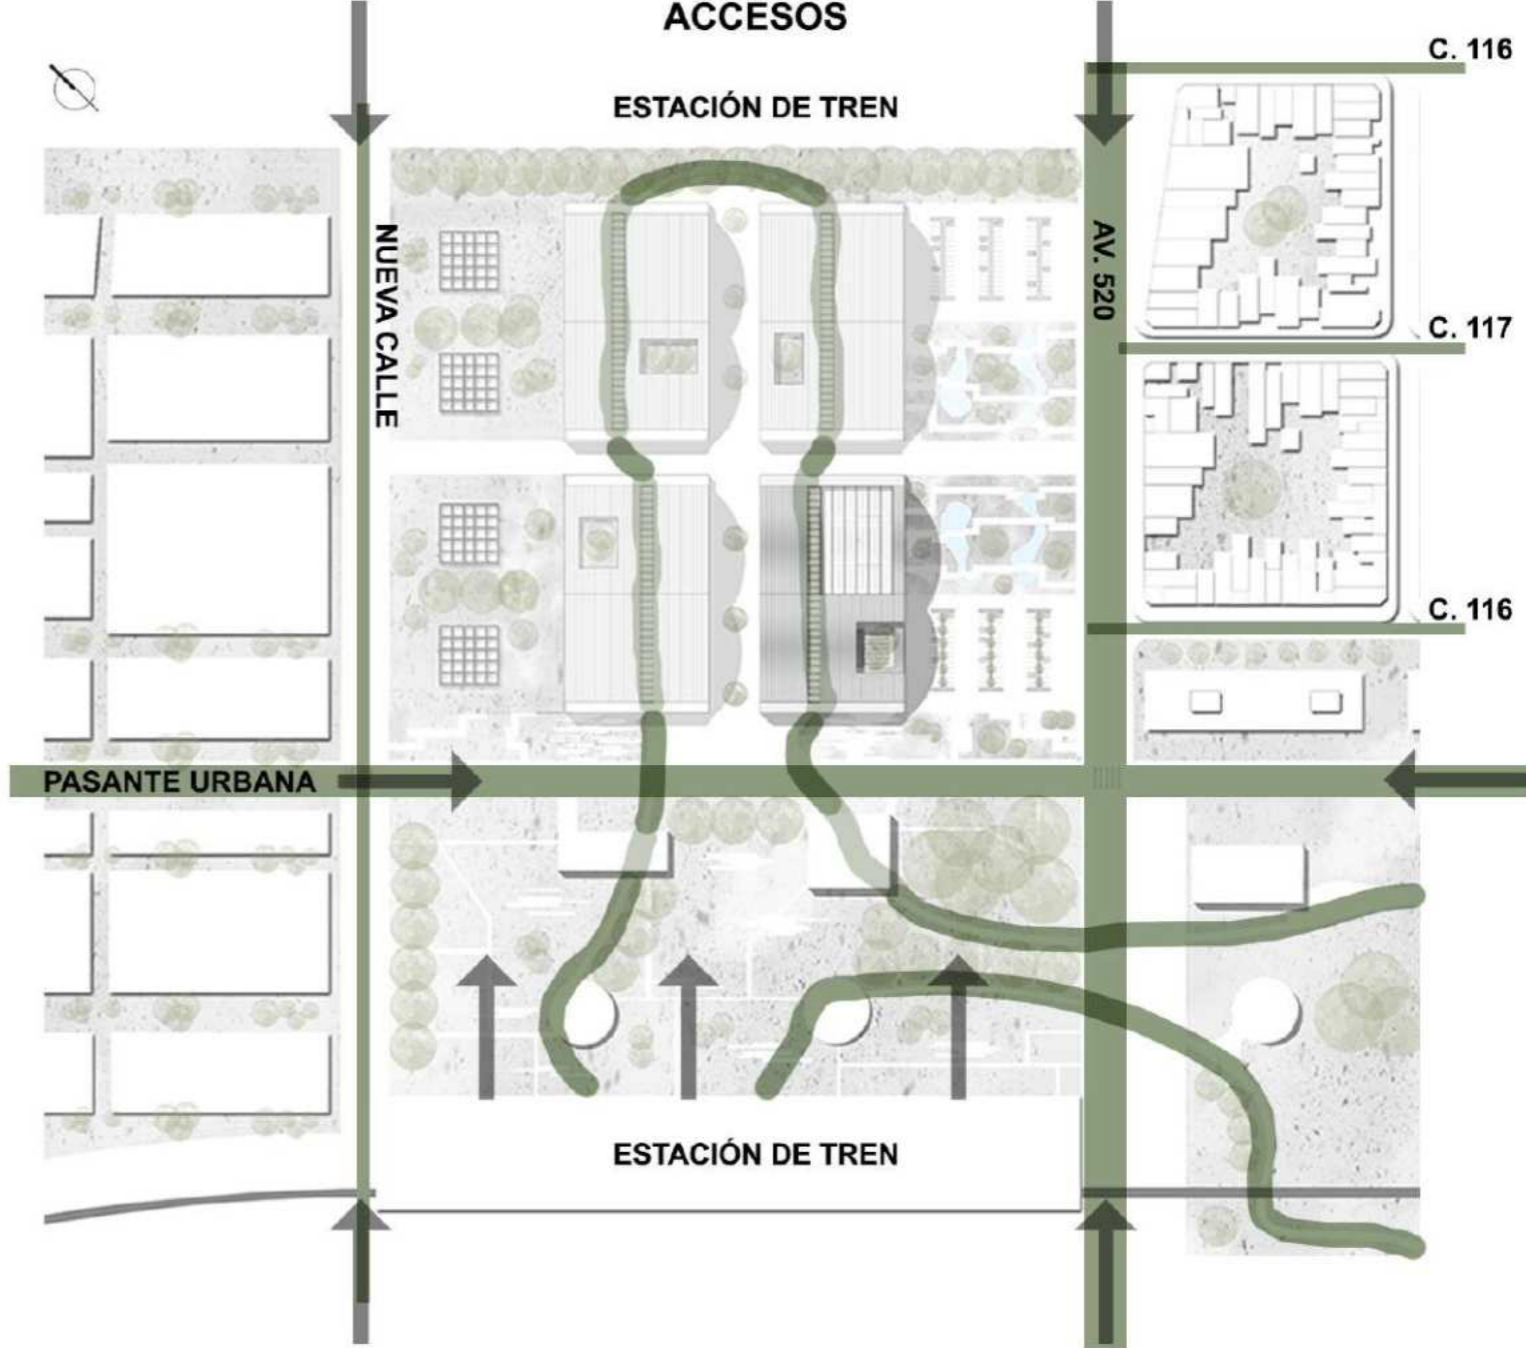 ACCESOS
C. 116
ESTACIÓN DE TREN
NUEVA CALLE
AV. 520
C. 117
C. 116
PASANTE URBANA
ESTACIÓN DE TREN